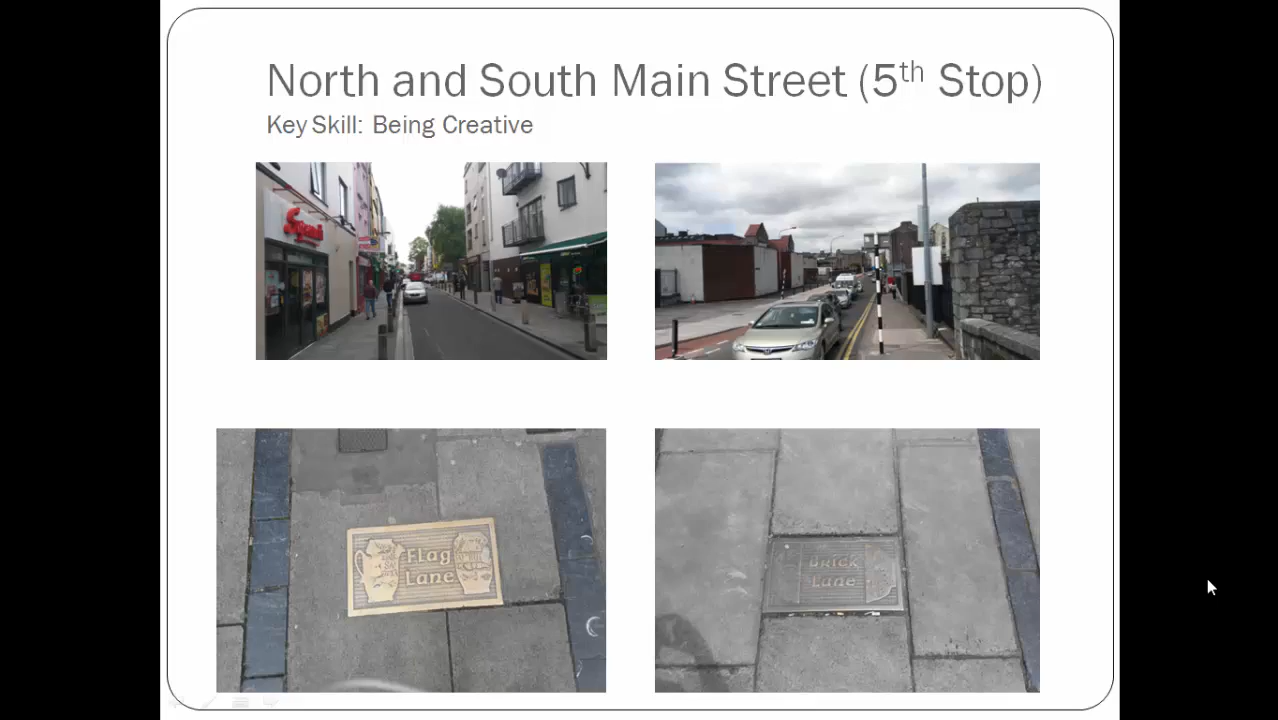 North and South Main Street (5th Stop)
Key Skill: Being Creative
FLag
Lane
Brick
Lane